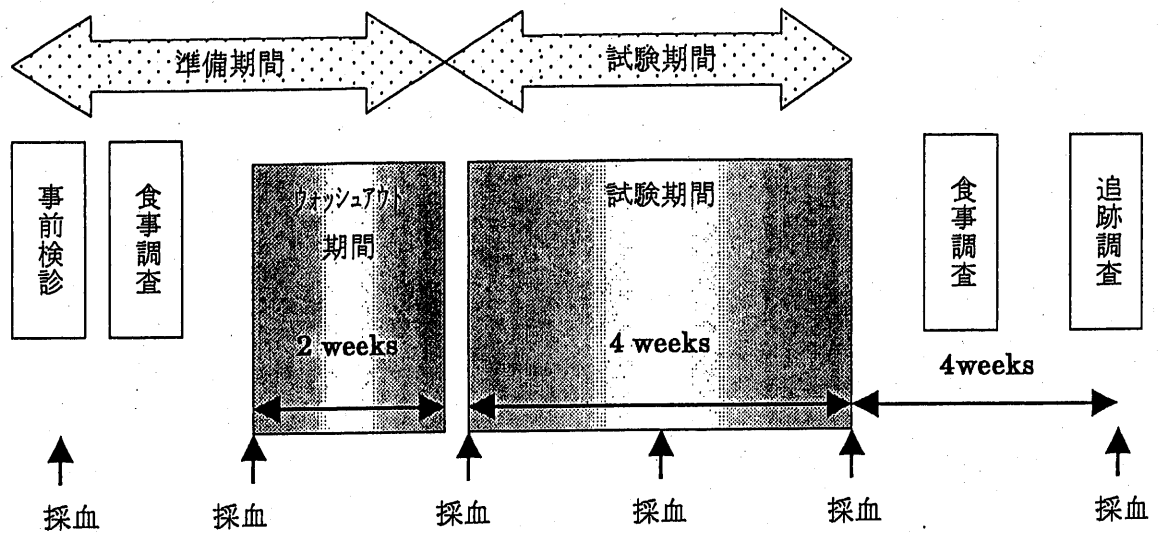 準備期間
試験期間
事前検診
食事調査
ウォッシュアウト
期間
2 weeks
試験期間
4 weeks
食事調査
追跡調査
4weeks
採血
採血
採血
採血
採血
採血